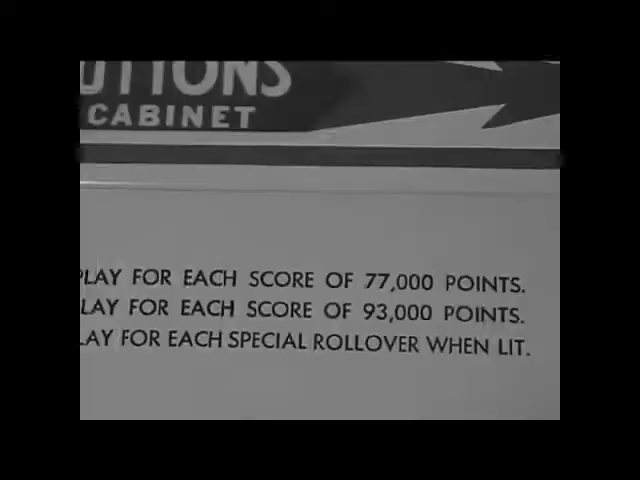 CABINET
PLAY FOR EACH SCORE OF 77,000 POINTS.
LAY FOR EACH SCORE OF 93,000 POINTS.
LAY FOR EACH SPECIAL ROLLOVER WHEN LIT.